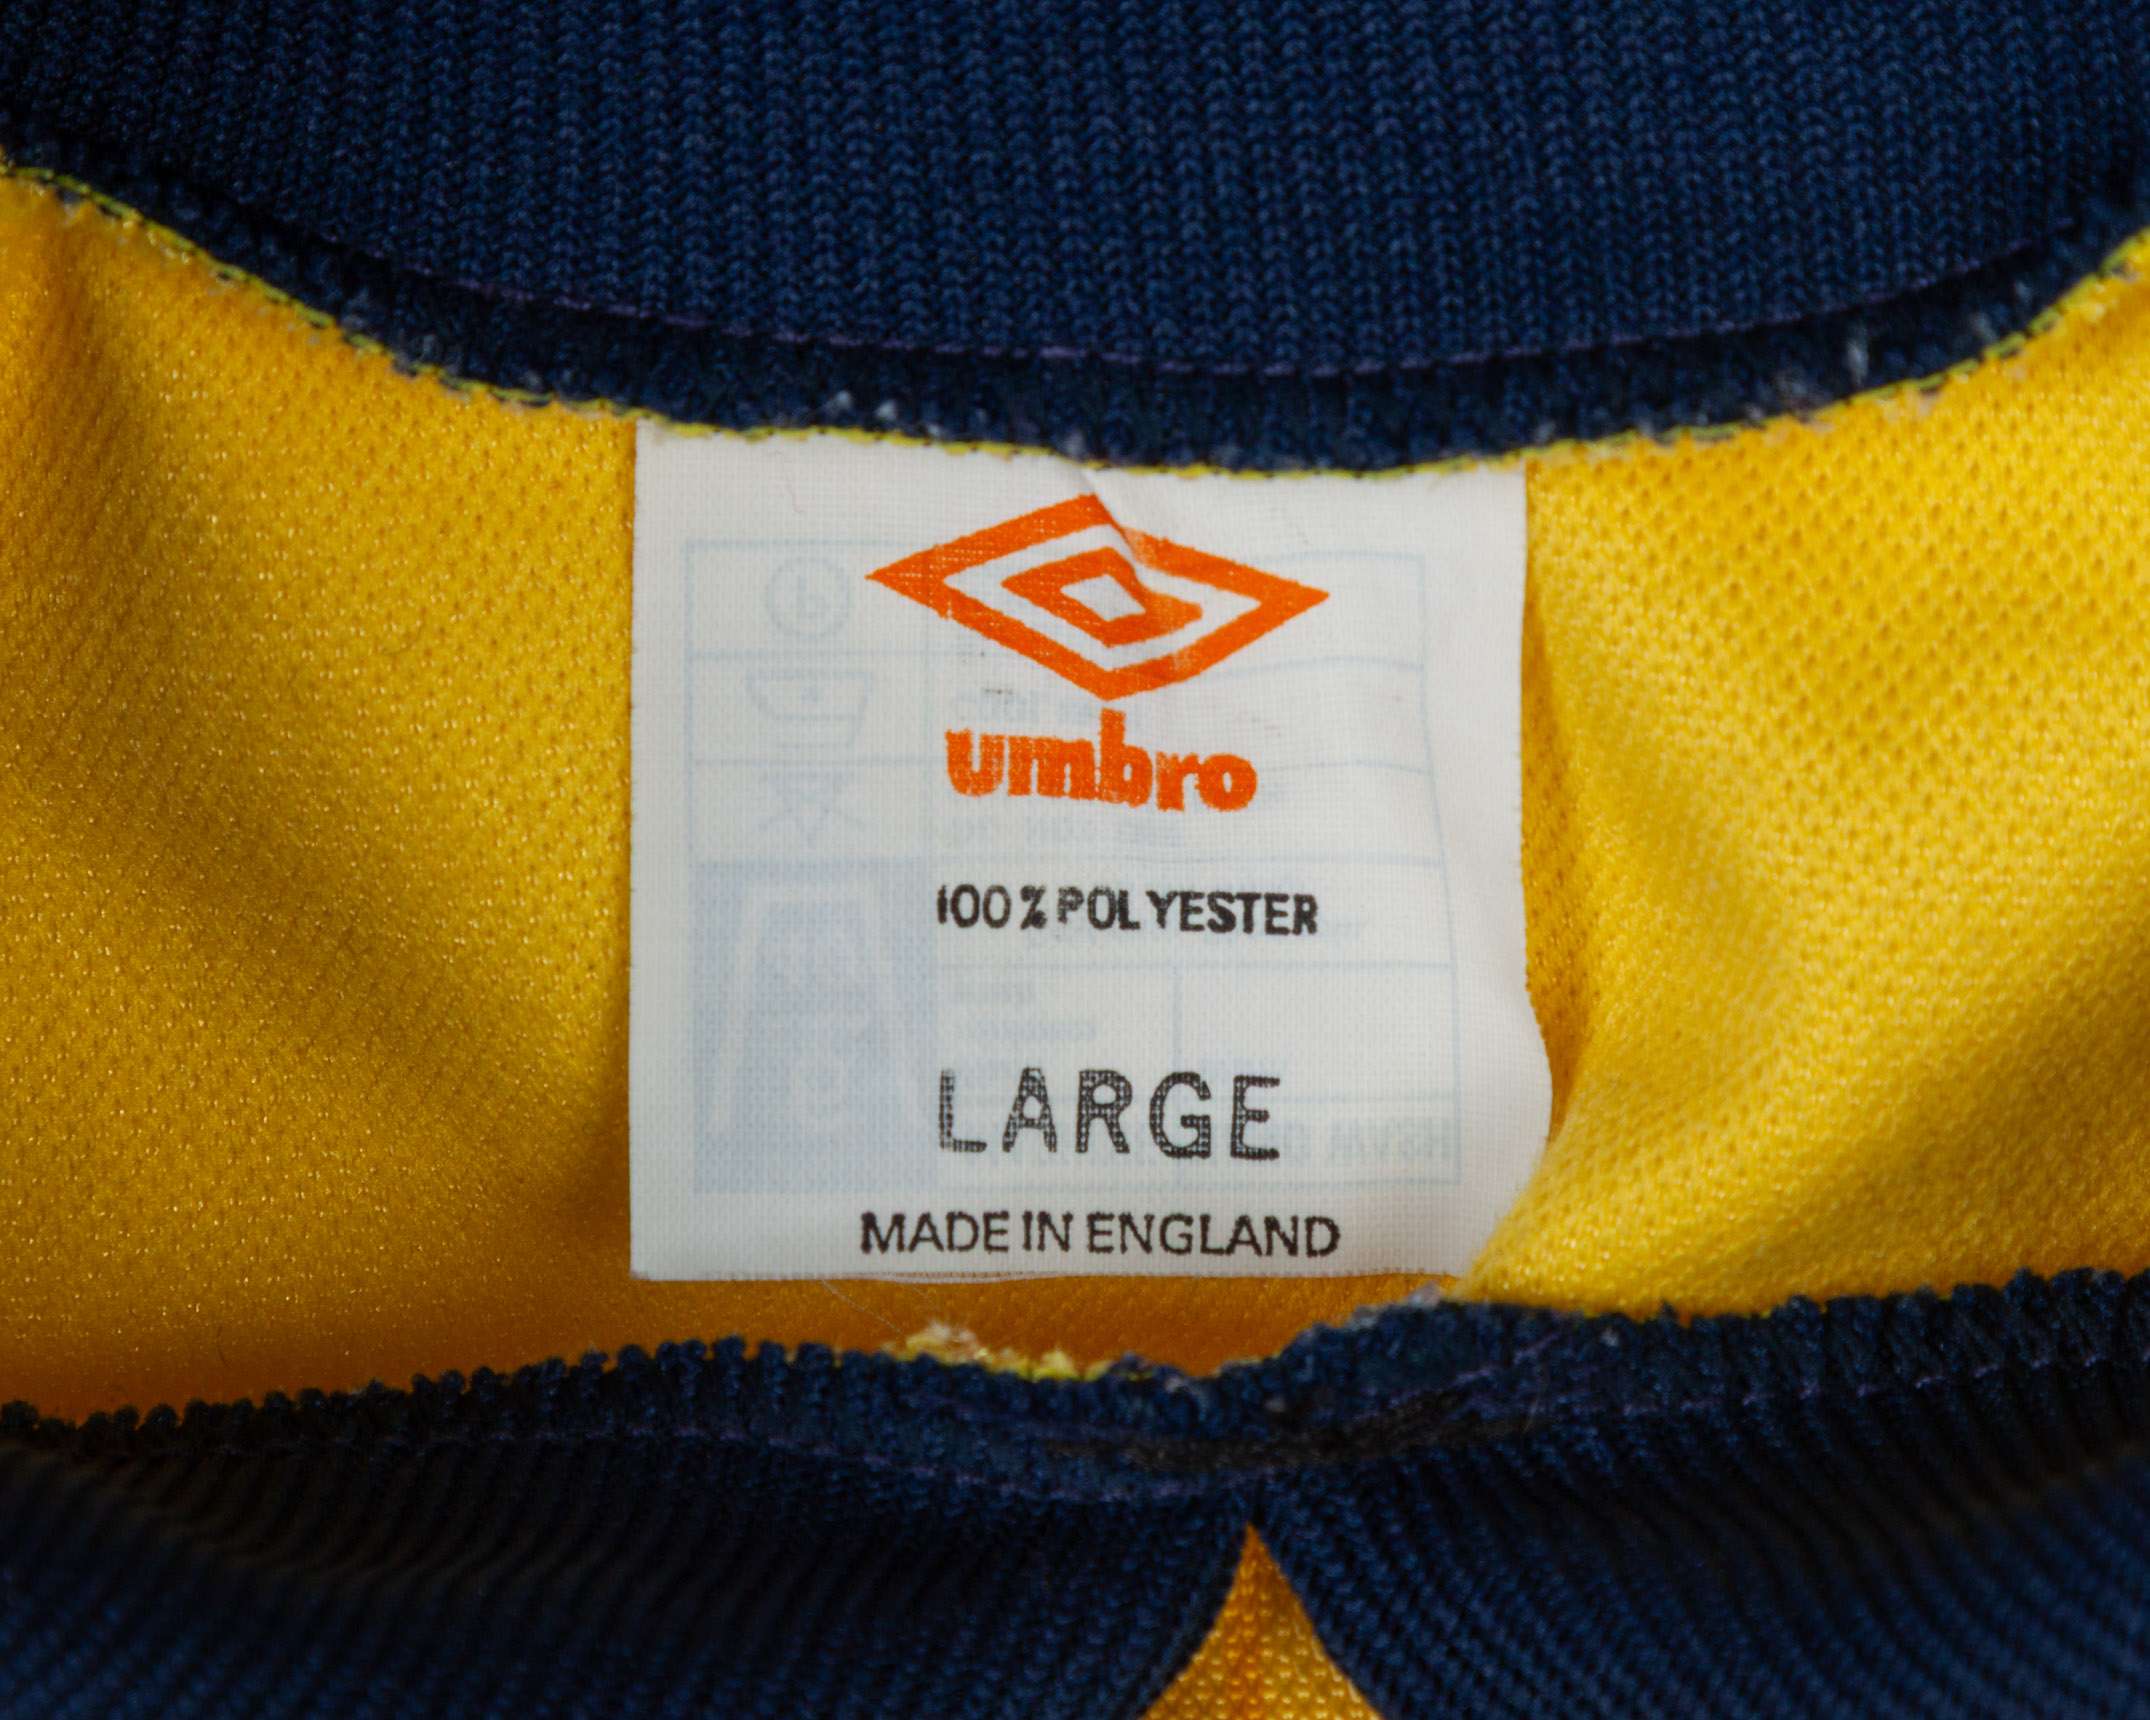 umbro
100% POLYESTER
LARGE
MADE IN ENGLAND